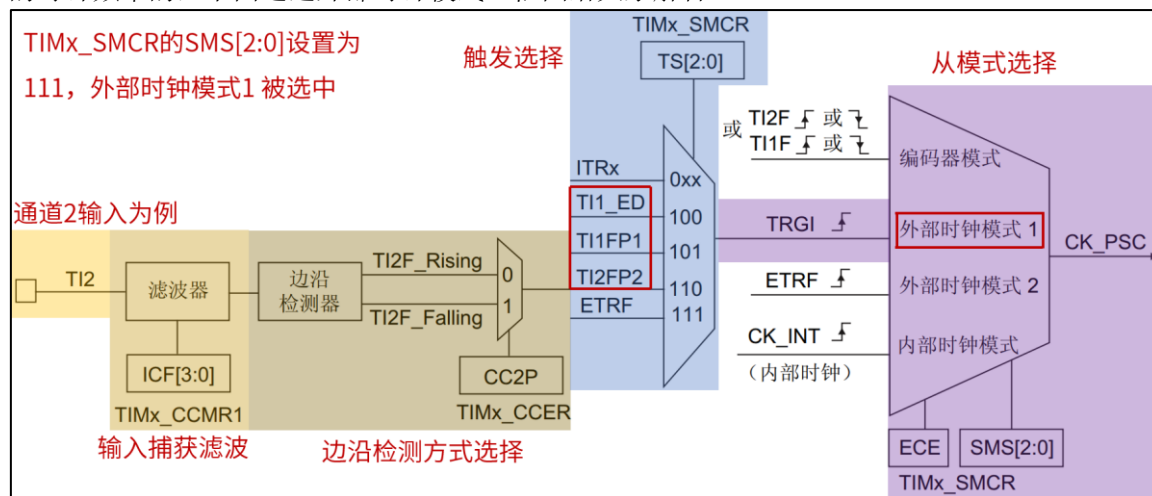 TIMx_SMCR的SMS[2:0]设置为
111，外部时钟模式1 被选中
触发选择
TIMx_SMCR
TS[2:0]
从模式选择
或 TI2F 或
TI1F 或
编码器模式
ITRx
0xx
通道2输入为例
TI1_ED
100
TRGI
外部时钟模式 1
CK_PSC
TI1FP1
101
TI2
滤波器
边沿
检测器
TI2F_Rising
0
TI2FP2
110
ETRF
外部时钟模式 2
TI2F_Falling
1
ETRF
111
CK_INT
内部时钟模式
（内部时钟）
ICF[3:0]
CC2P
TIMx_CCMR1
TIMx_CCER
输入捕获滤波
边沿检测方式选择
ECE
SMS[2:0]
TIMx_SMCR